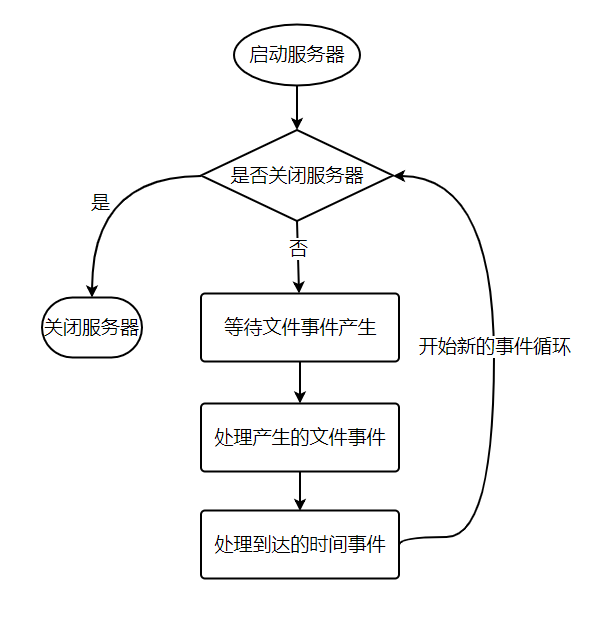 启动服务器
是否关闭服务器
是
否
关闭服务器
等待文件事件产生
开始新的事件循环
处理产生的文件事件
处理到达的时间事件